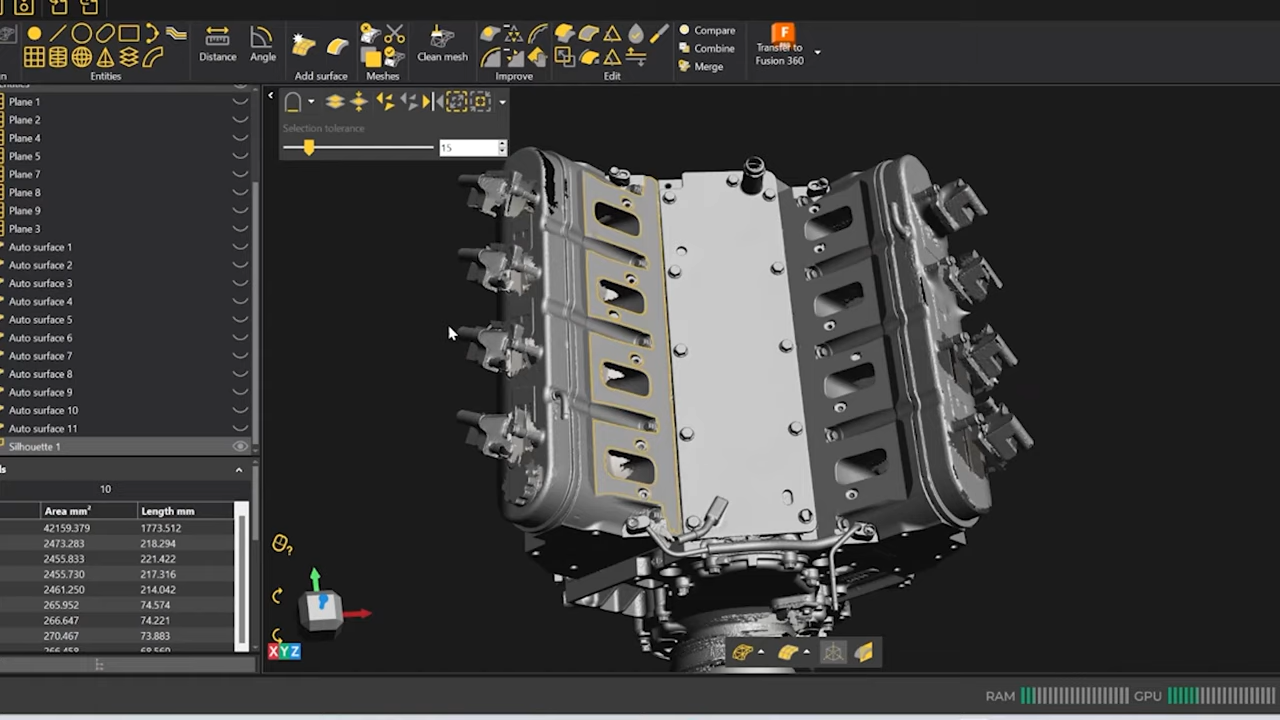 Compare
Combine
Merge
F
Transfer to
Fusion 360
Distance
Angle
Entities
Add surface
Meshes
Clean mesh
Improve
Edit
Plane 1
Plane 2
Plane 4
Plane 5
Plane 7
Plane 8
Plane 9
Plane 3
Auto surface 1
Auto surface 2
Auto surface 3
Auto surface 4
Auto surface 5
Auto surface 6
Auto surface 7
Auto surface 8
Auto surface 9
Auto surface 10
Auto surface 11
Silhouette 1
Selection tolerance
15
10
Area mm² Length mm
42159.379 1773.512
2473.283 218.294
2455.833 221.422
2455.730 217.316
2461.250 214.042
265.952 74.574
266.647 74.221
270.467 73.883
266.458 68.560
?
XYZ
RAM GPU